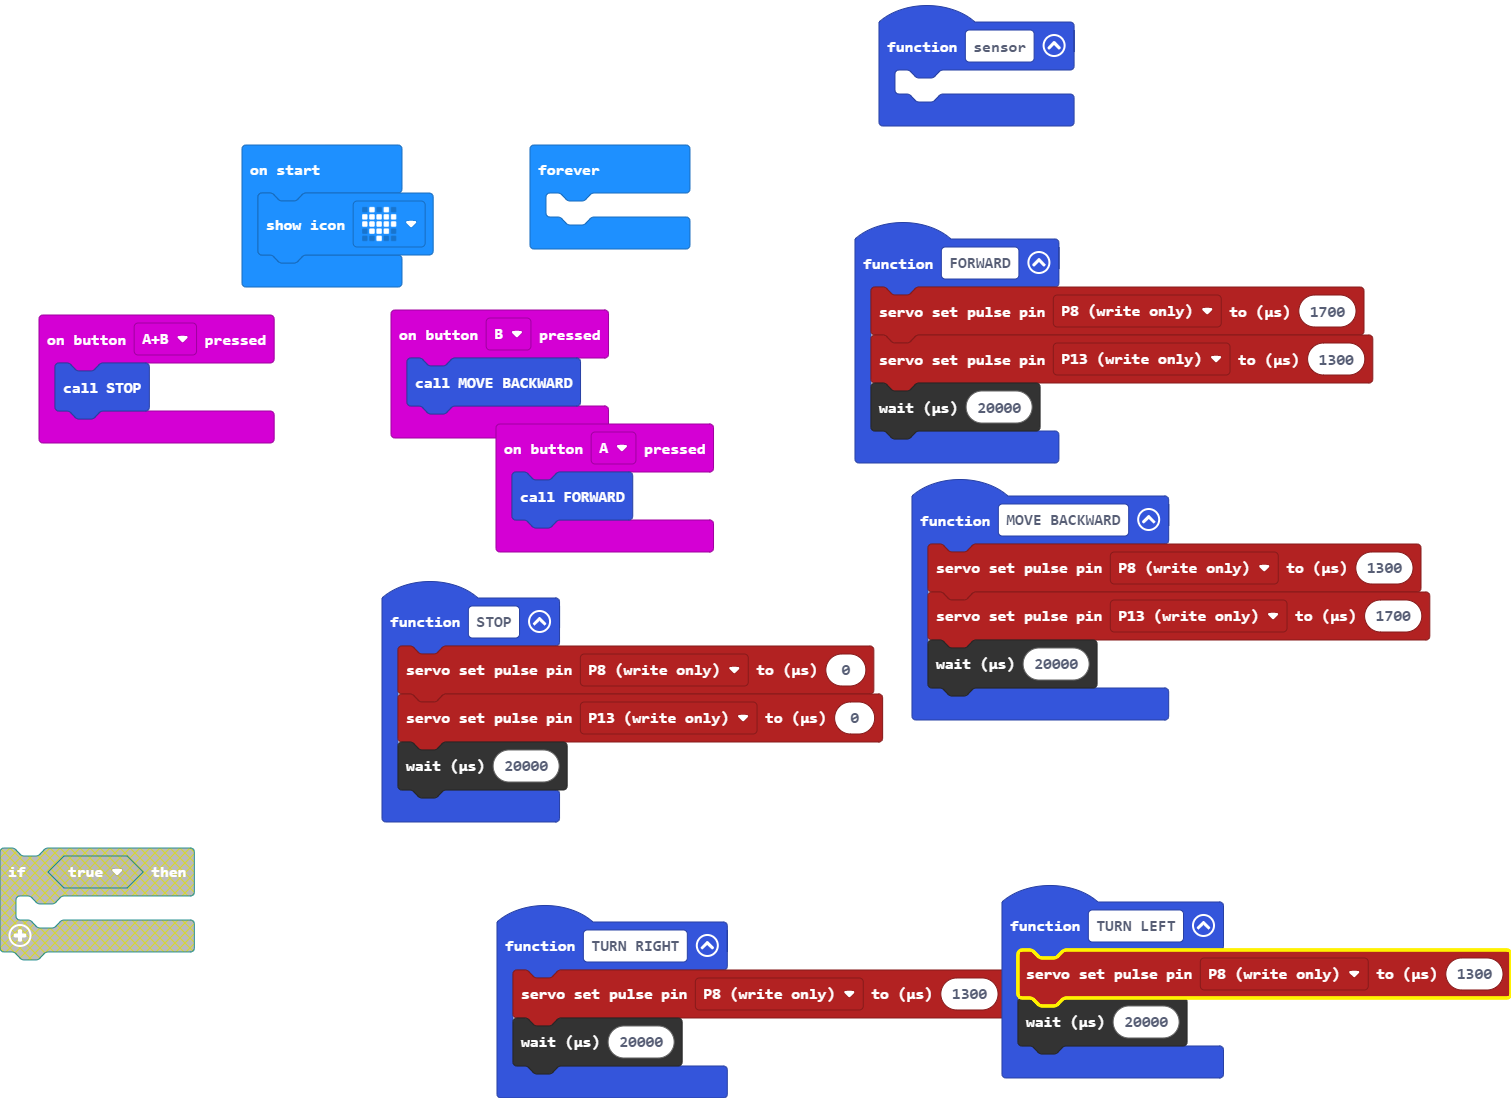 function sensor
on start
show icon
forever
function FORWARD
servo set pulse pin P8 (write only) to (µs) 1700
servo set pulse pin P13 (write only) to (µs) 1300
wait (µs) 20000
on button A+B pressed
call STOP
on button B pressed
call MOVE BACKWARD
on button A pressed
call FORWARD
function MOVE BACKWARD
servo set pulse pin P8 (write only) to (µs) 1300
servo set pulse pin P13 (write only) to (µs) 1700
wait (µs) 20000
function STOP
servo set pulse pin P8 (write only) to (µs) 0
servo set pulse pin P13 (write only) to (µs) 0
wait (µs) 20000
if true then
function TURN RIGHT
servo set pulse pin P8 (write only) to (µs) 1300
wait (µs) 20000
function TURN LEFT
servo set pulse pin P8 (write only) to (µs) 1300
wait (µs) 20000